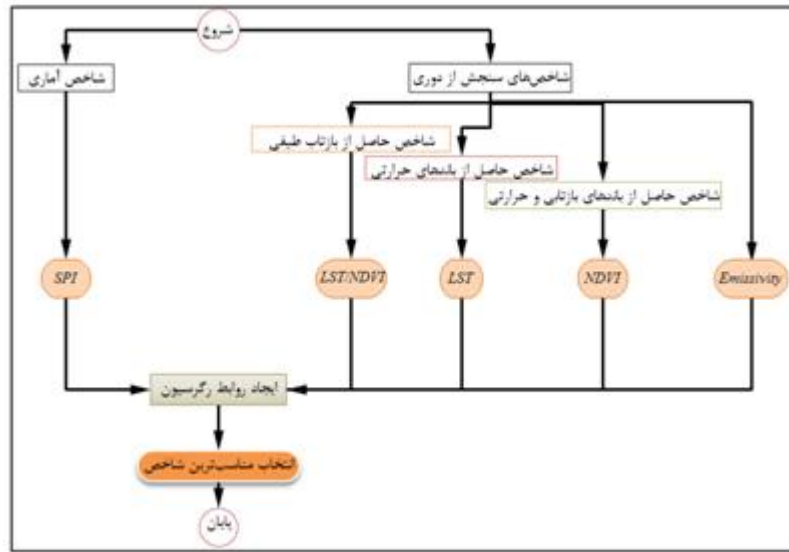 شروع
شاخص‌های سنجش از دوری
شاخص آماری
شاخص حاصل از بازتاب طیفی
شاخص حاصل از باندهای حرارتی
شاخص حاصل از باندهای بازتابی و حرارتی
SPI
LST/NDVI
LST
NDVI
Emissivity
ایجاد روابط رگرسیون
انتخاب مناسب‌ترین شاخص
پایان